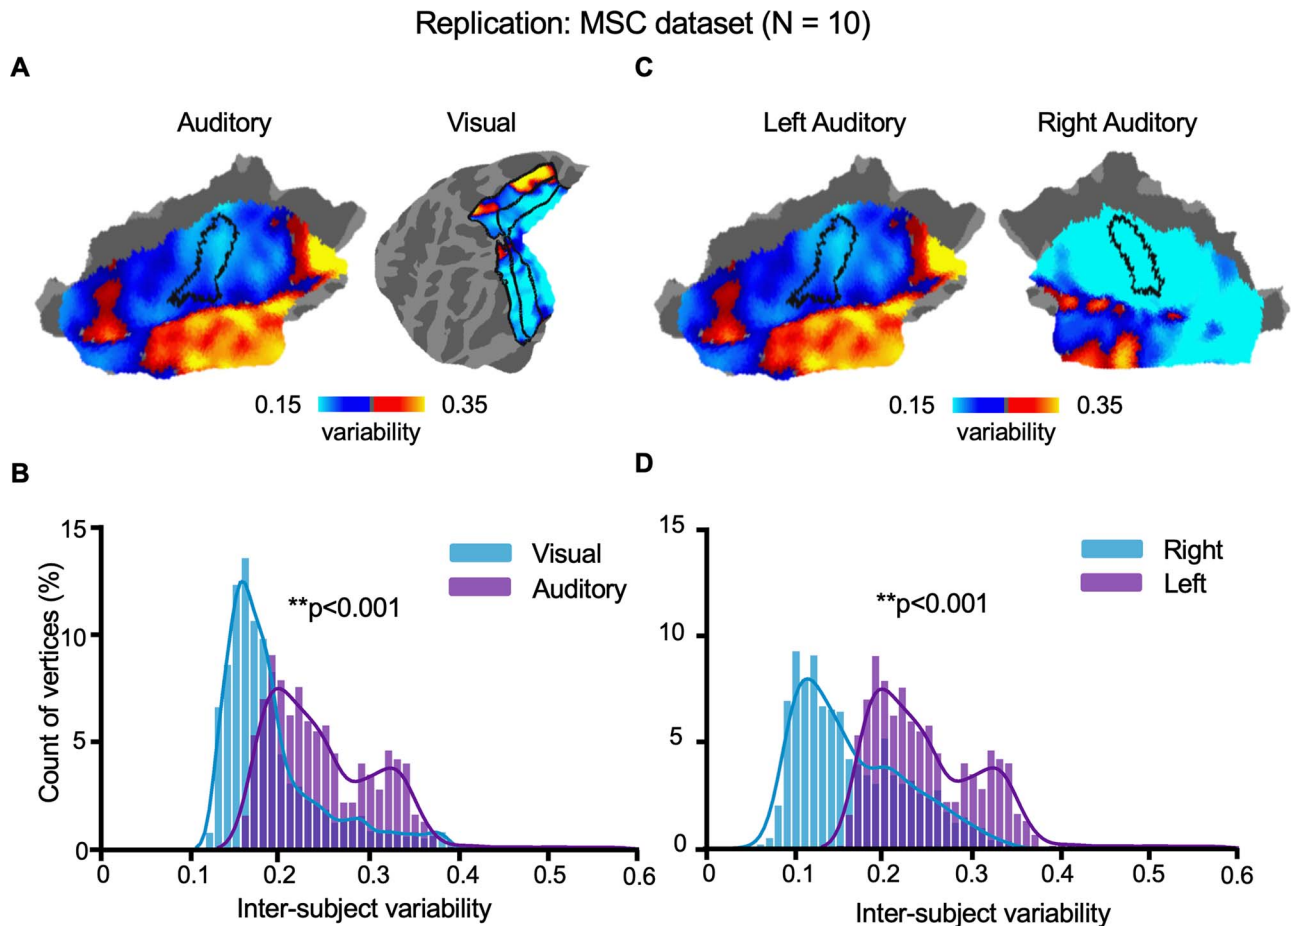 Replication: MSC dataset (N = 10)
A
C
Auditory
Visual
Left Auditory
Right Auditory
0.15
0.35
variability
0.15
0.35
variability
B
15
10
5
0
Count of vertices (%)
Visual
Auditory
**p<0.001
0
0.1
0.2
0.3
0.4
0.5
0.6
Inter-subject variability
D
15
10
5
0
Right
Left
**p<0.001
0
0.1
0.2
0.3
0.4
0.5
0.6
Inter-subject variability